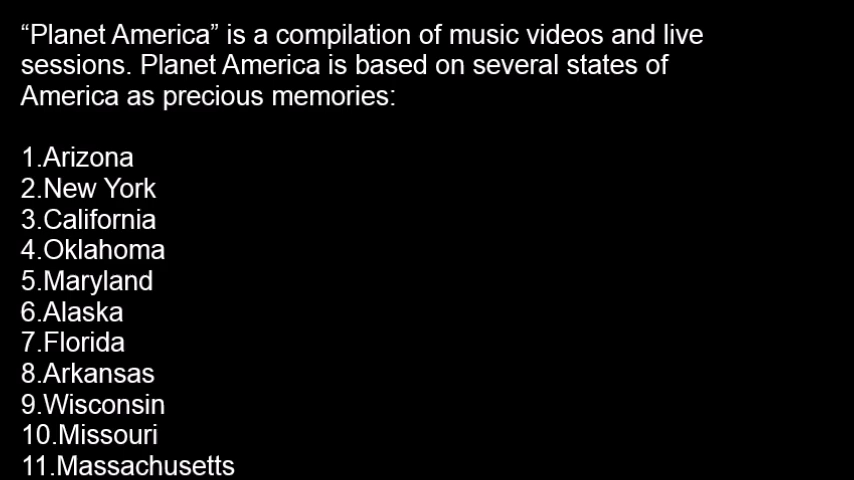 “Planet America” is a compilation of music videos and live
sessions. Planet America is based on several states of
America as precious memories:
1.Arizona
2.New York
3.California
4.Oklahoma
5.Maryland
6.Alaska
7.Florida
8.Arkansas
9.Wisconsin
10.Missouri
11.Massachusetts